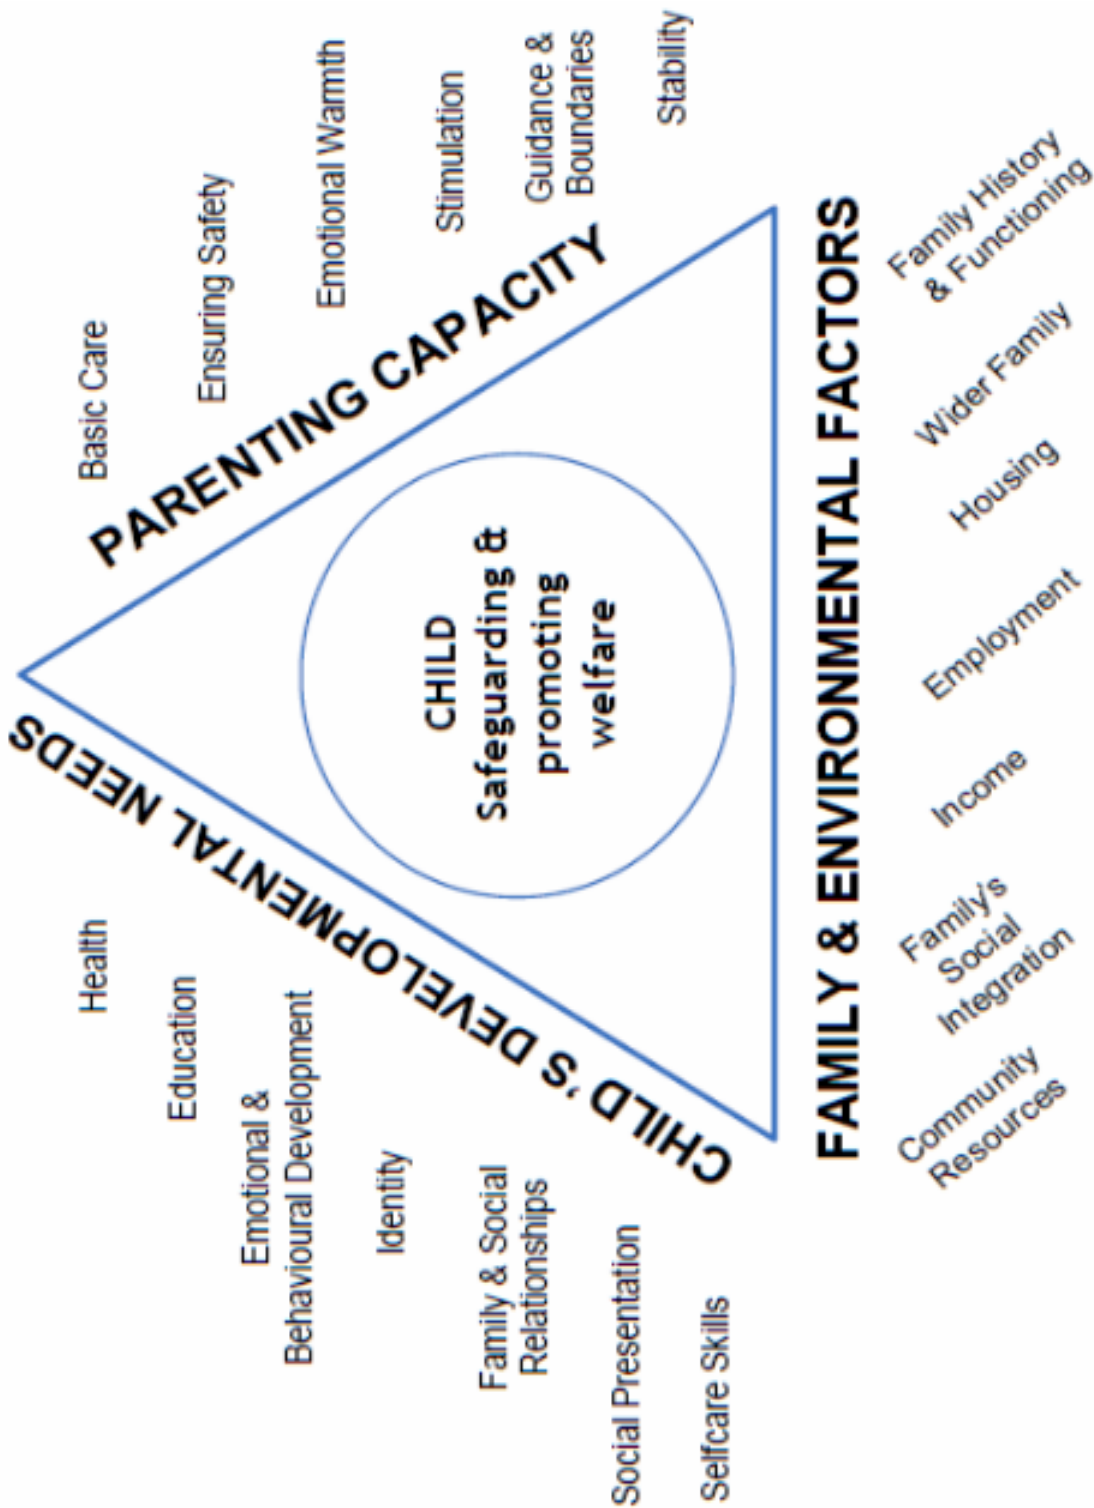 Health
Education
Emotional &
Behavioural Development
Identity
Family & Social
Relationships
Social Presentation
Selfcare Skills
CHILD'S DEVELOPMENTAL NEEDS
CHILD
Safeguarding &
promoting
welfare
PARENTING CAPACITY
Basic Care
Ensuring Safety
Emotional Warmth
Stimulation
Guidance &
Boundaries
Stability
FAMILY & ENVIRONMENTAL FACTORS
Community
Resources
Family's
Social
Integration
Income
Employment
Housing
Wider Family
Family History
& Functioning